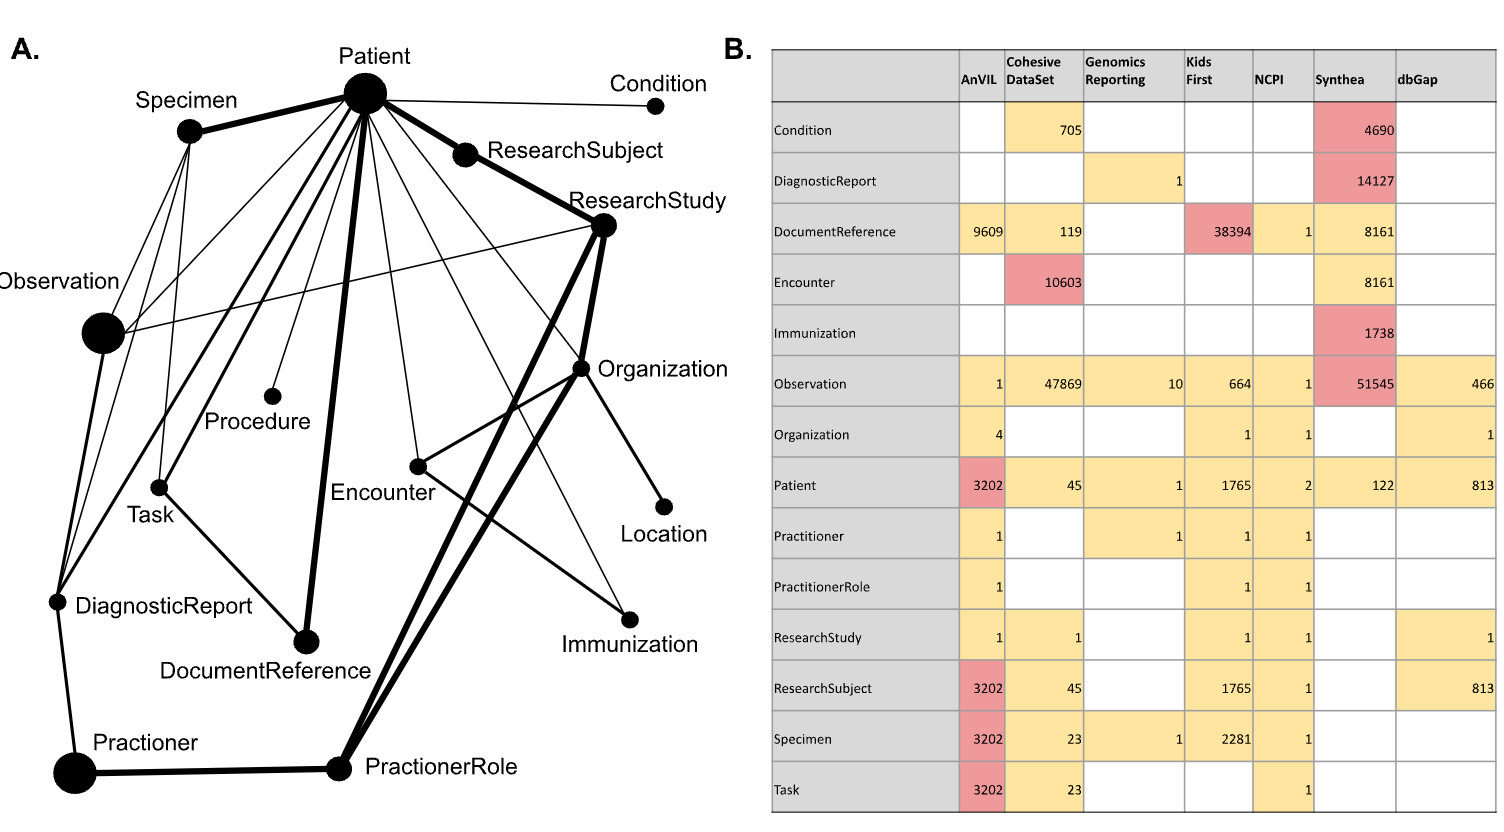 A.
Patient
Condition
Specimen
ResearchSubject
ResearchStudy
Observation
Organization
Procedure
Encounter
Task
Location
DiagnosticReport
Immunization
DocumentReference
Practioner
PractionerRole
B.
AnVIL Cohesive DataSet Genomics Reporting Kids First NCPI Synthea dbGap
Condition 705 4690
DiagnosticReport 1 14127
DocumentReference 9609 119 38394 1 8161
Encounter 10603 8161
Immunization 1738
Observation 1 47869 10 664 1 51545 466
Organization 4 1 1 1
Patient 3202 45 1 1765 2 122 813
Practitioner 1 1 1 1
PractitionerRole 1 1 1
ResearchStudy 1 1 1 1 1
ResearchSubject 3202 45 1765 1 813
Specimen 3202 23 1 2281 1
Task 3202 23 1